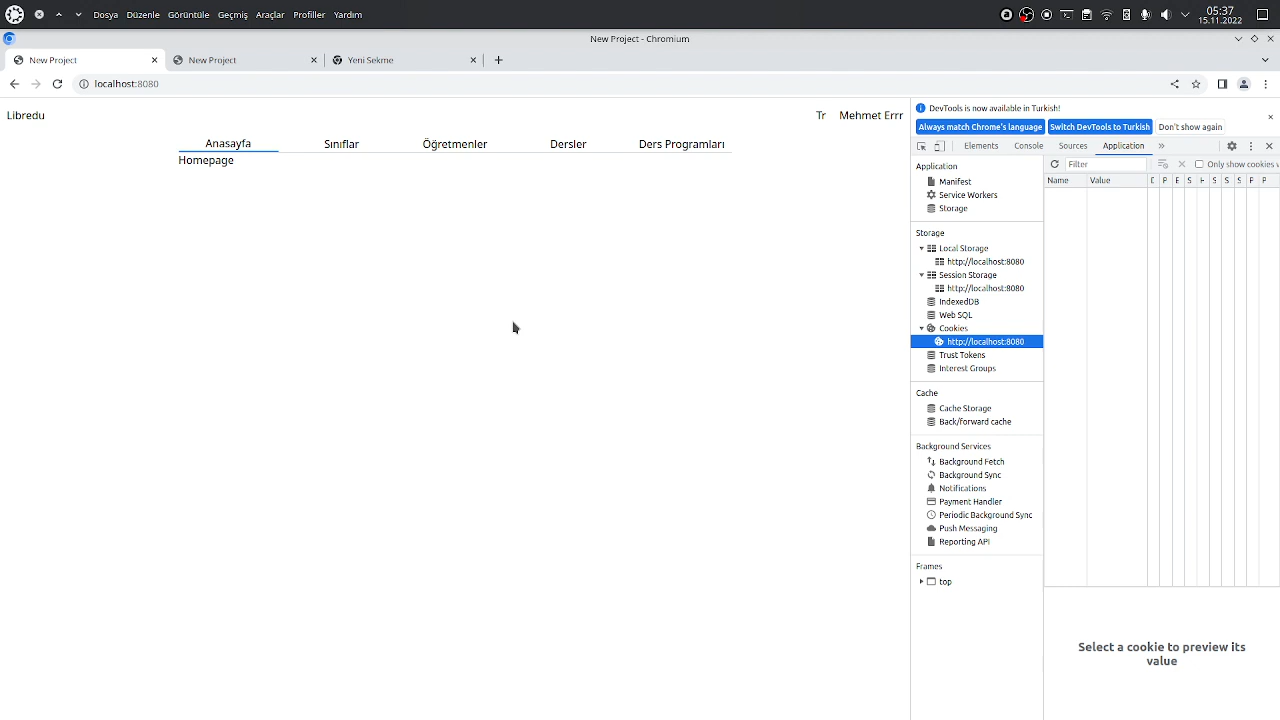 Dosya Düzenle Görüntüle Geçmiş Araçlar Profiller Yardım
05:37
15.11.2022
New Project - Chromium
New Project
New Project
Yeni Sekme
localhost:8080
Libredu
Tr Mehmet Errr
Anasayfa Sınıflar Öğretmenler Dersler Ders Programları
Homepage
DevTools is now available in Turkish!
Always match Chrome's language Switch DevTools to Turkish Don't show again
Elements Console Sources Application »
Application
Manifest
Service Workers
Storage
Storage
Local Storage
http://localhost:8080
Session Storage
http://localhost:8080
IndexedDB
Web SQL
Cookies
http://localhost:8080
Trust Tokens
Interest Groups
Cache
Cache Storage
Back/forward cache
Background Services
Background Fetch
Background Sync
Notifications
Payment Handler
Periodic Background Sync
Push Messaging
Reporting API
Frames
top
Filter Only show cookies
Name Value P E S H S S S P P
Select a cookie to preview its
value